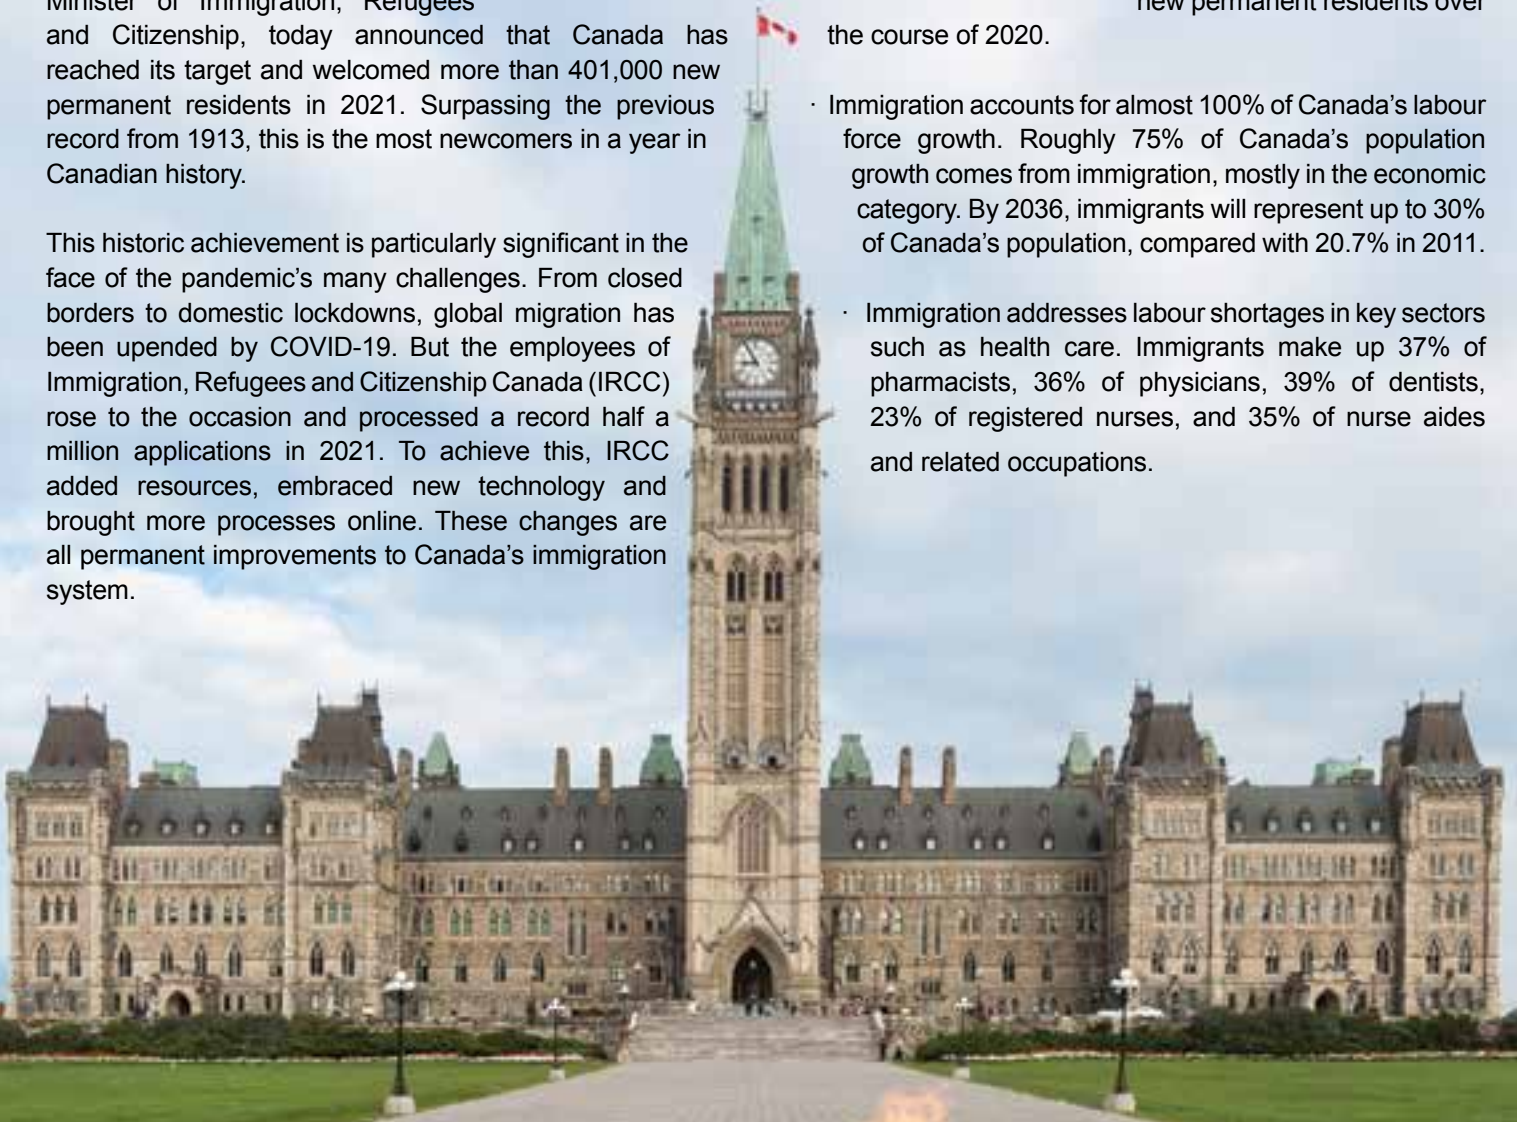 Minister of Immigration, Refugees
and Citizenship, today announced that Canada has
reached its target and welcomed more than 401,000 new
permanent residents in 2021. Surpassing the previous
record from 1913, this is the most newcomers in a year in
Canadian history.
This historic achievement is particularly significant in the
face of the pandemic’s many challenges. From closed
borders to domestic lockdowns, global migration has
been upended by COVID-19. But the employees of
Immigration, Refugees and Citizenship Canada (IRCC)
rose to the occasion and processed a record half a
million applications in 2021. To achieve this, IRCC
added resources, embraced new technology and
brought more processes online. These changes are
all permanent improvements to Canada’s immigration
system.
new permanent residents over
the course of 2020.
· Immigration accounts for almost 100% of Canada’s labour
force growth. Roughly 75% of Canada’s population
growth comes from immigration, mostly in the economic
category. By 2036, immigrants will represent up to 30%
of Canada’s population, compared with 20.7% in 2011.
· Immigration addresses labour shortages in key sectors
such as health care. Immigrants make up 37% of
pharmacists, 36% of physicians, 39% of dentists,
23% of registered nurses, and 35% of nurse aides
and related occupations.